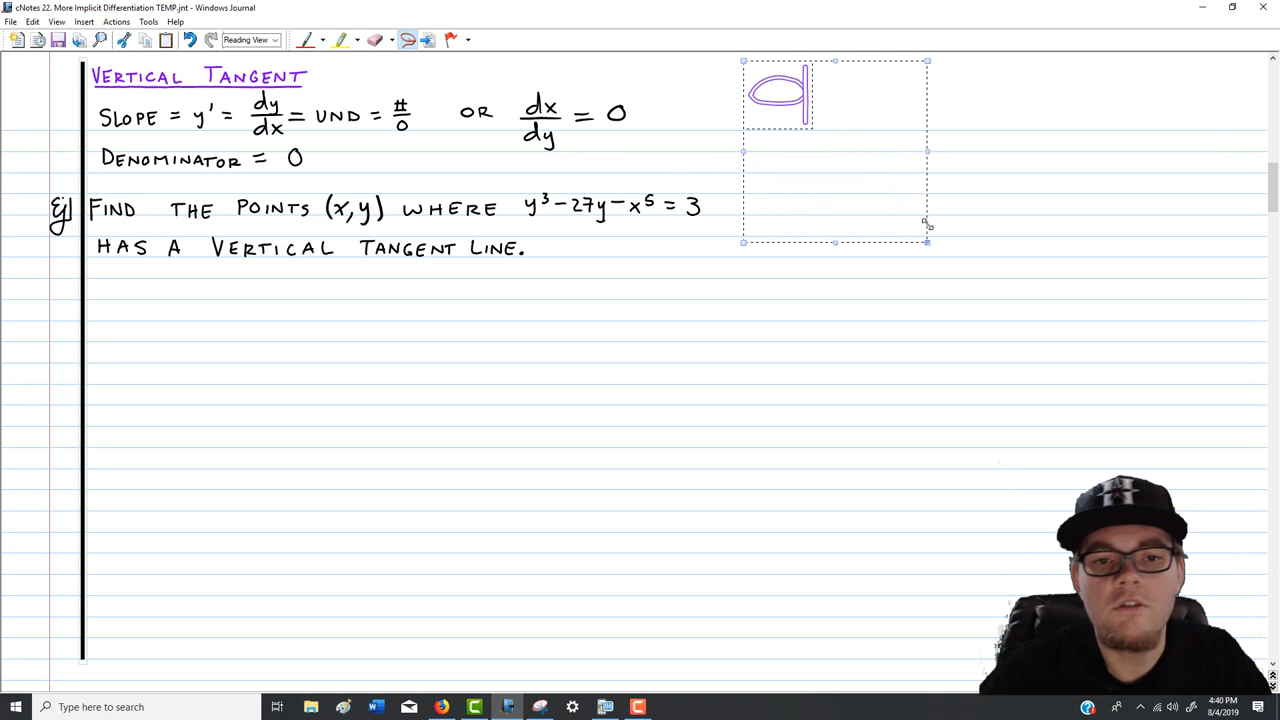 cNotes 22. More Implicit Differentiation TEMP.jnt - Windows Journal
File Edit View Insert Actions Tools Help
Reading View
VERTICAL TANGENT
SLOPE = y' = dy/dx = UND = #/0 OR dx/dy = 0
DENOMINATOR = 0
Ej] FIND THE POINTS (x,y) WHERE y³-27y-x⁵ = 3
HAS A VERTICAL TANGENT LINE.
Type here to search
4:40 PM
8/4/2019